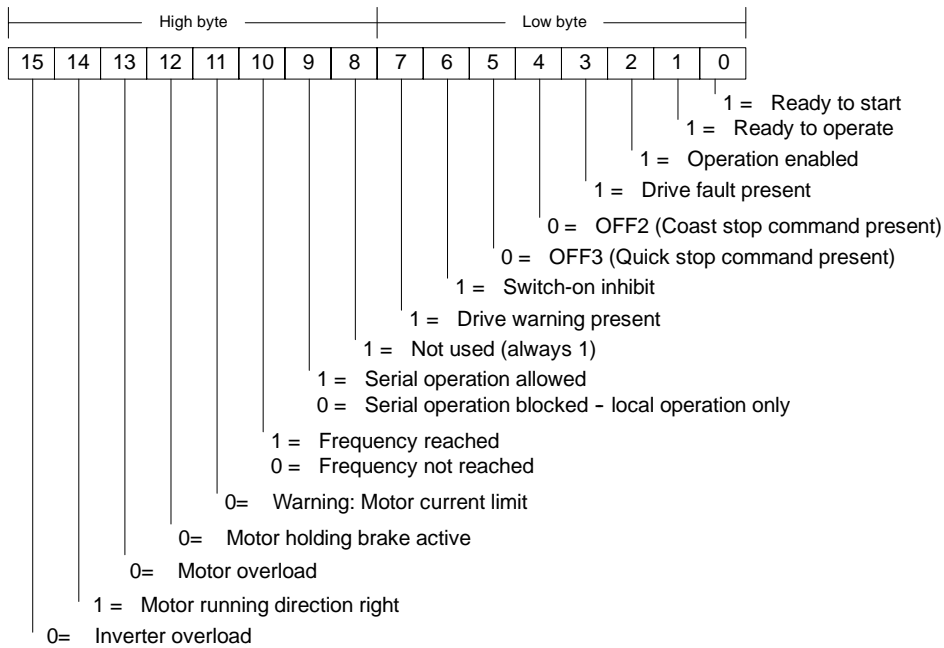 High byte Low byte
15 14 13 12 11 10 9 8 7 6 5 4 3 2 1 0
1 = Ready to start
1 = Ready to operate
1 = Operation enabled
1 = Drive fault present
0 = OFF2 (Coast stop command present)
0 = OFF3 (Quick stop command present)
1 = Switch-on inhibit
1 = Drive warning present
1 = Not used (always 1)
1 = Serial operation allowed
0 = Serial operation blocked – local operation only
1 = Frequency reached
0 = Frequency not reached
0= Warning: Motor current limit
0= Motor holding brake active
0= Motor overload
1 = Motor running direction right
0= Inverter overload